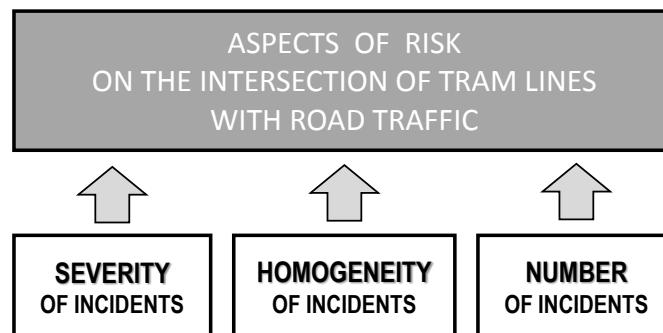 ASPECTS OF RISK
ON THE INTERSECTION OF TRAM LINES
WITH ROAD TRAFFIC
SEVERITY
OF INCIDENTS
HOMOGENEITY
OF INCIDENTS
NUMBER
OF INCIDENTS